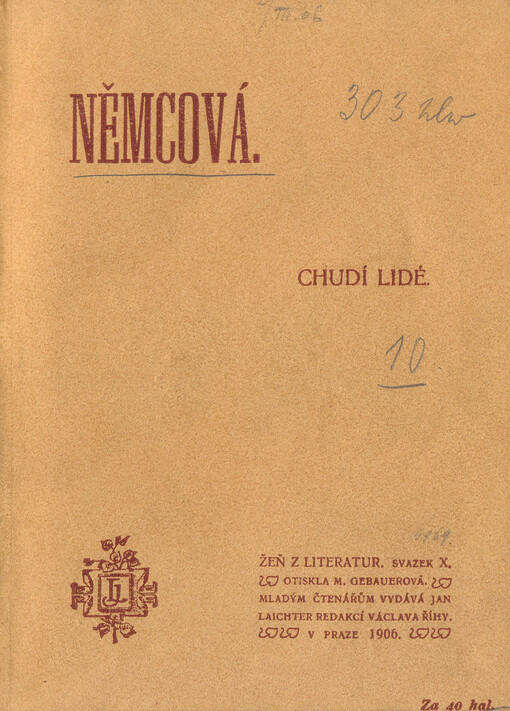 NĚMCOVÁ.
303
CHUDÍ LIDÉ.
10
ŽEŇ Z LITERATUR. SVAZEK X.
OTISKLA M. GEBAUEROVÁ.
MLADÝM ČTENÁŘŮM VYDÁVÁ JAN
LAICHTER REDAKCÍ VÁCLAVA ŘÍHY.
V PRAZE 1906.
JL
Za 40 hal.